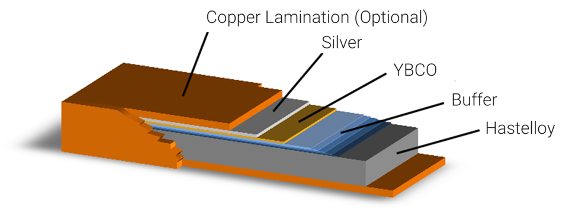 Copper Lamination (Optional)
Silver
YBCO
Buffer
Hastelloy